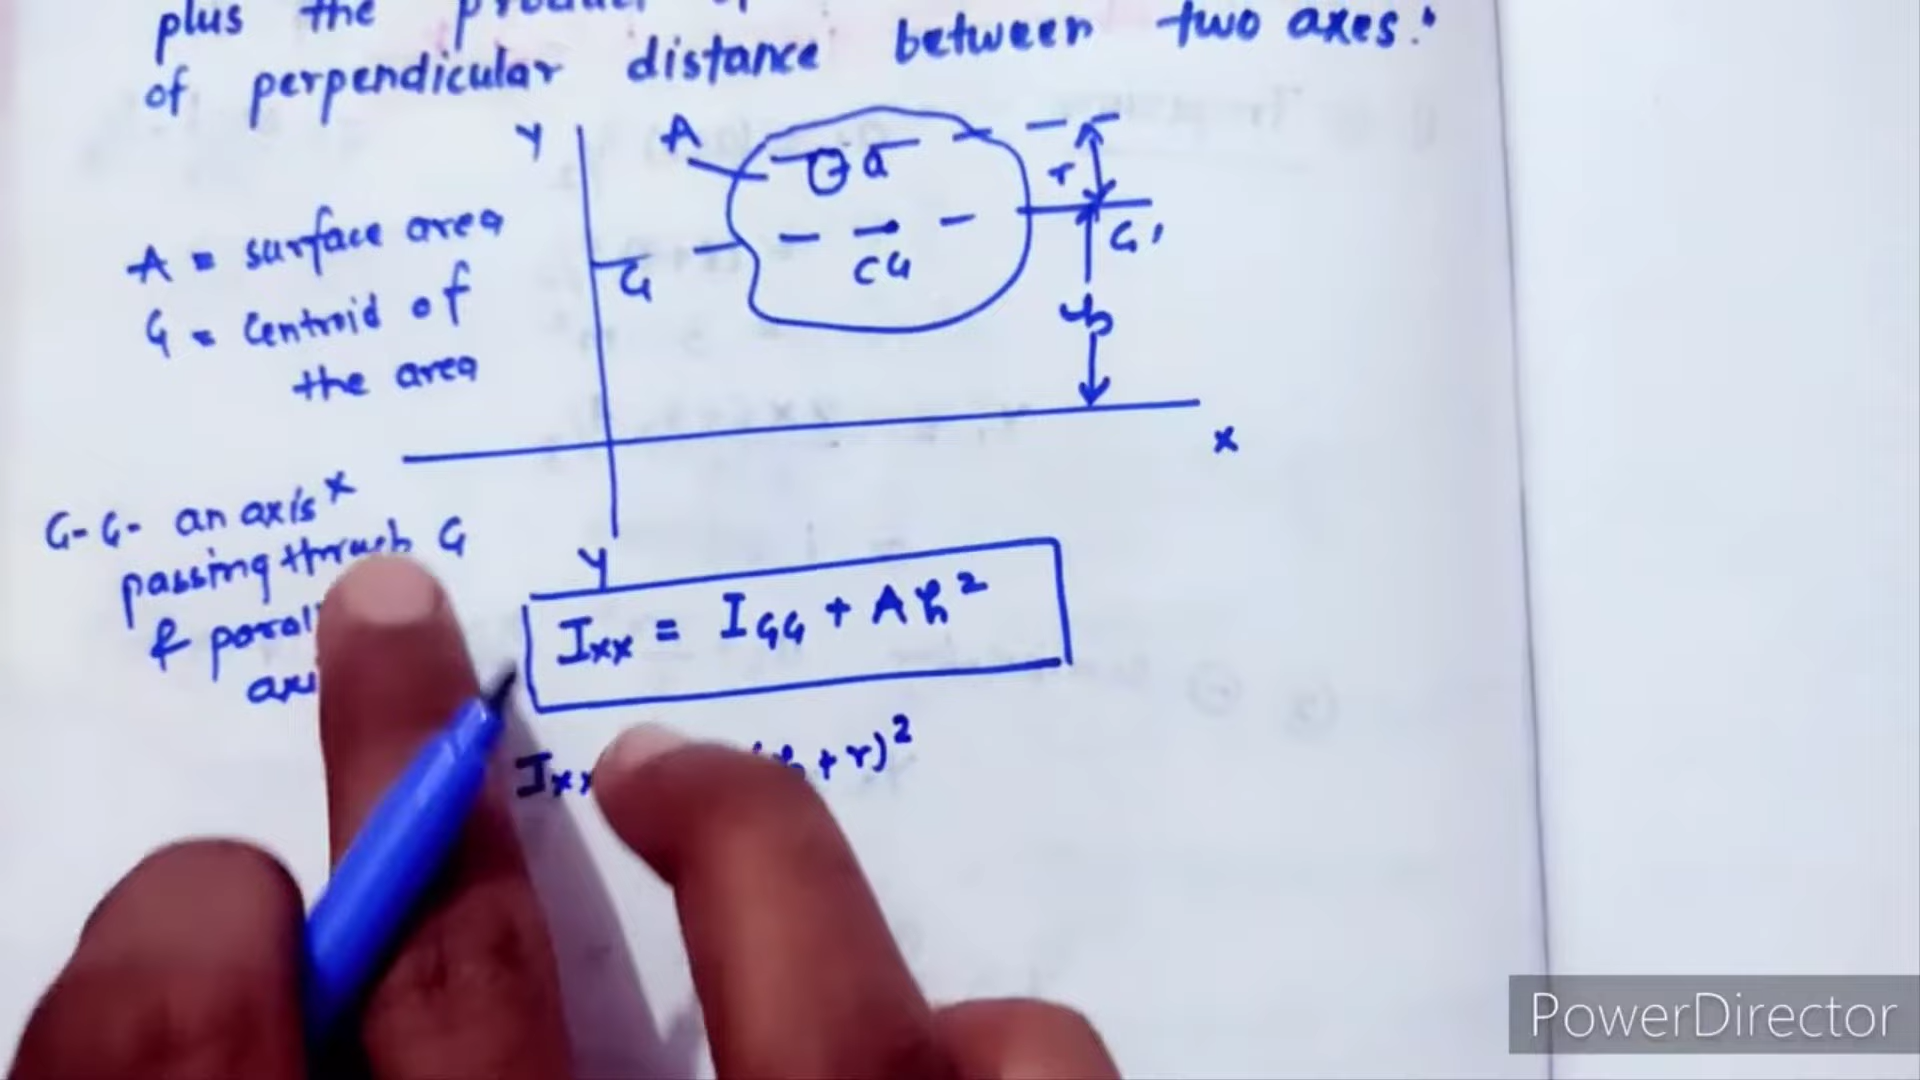 plus the
of perpendicular distance between two axes."
Y
A
a
r
G
CG
G'
h
x
A = surface area
G = Centroid of
the area
G-G- an axis
x
passing through G
&
Y
Ixx = IGG + Ah²
+ r)²
PowerDirector